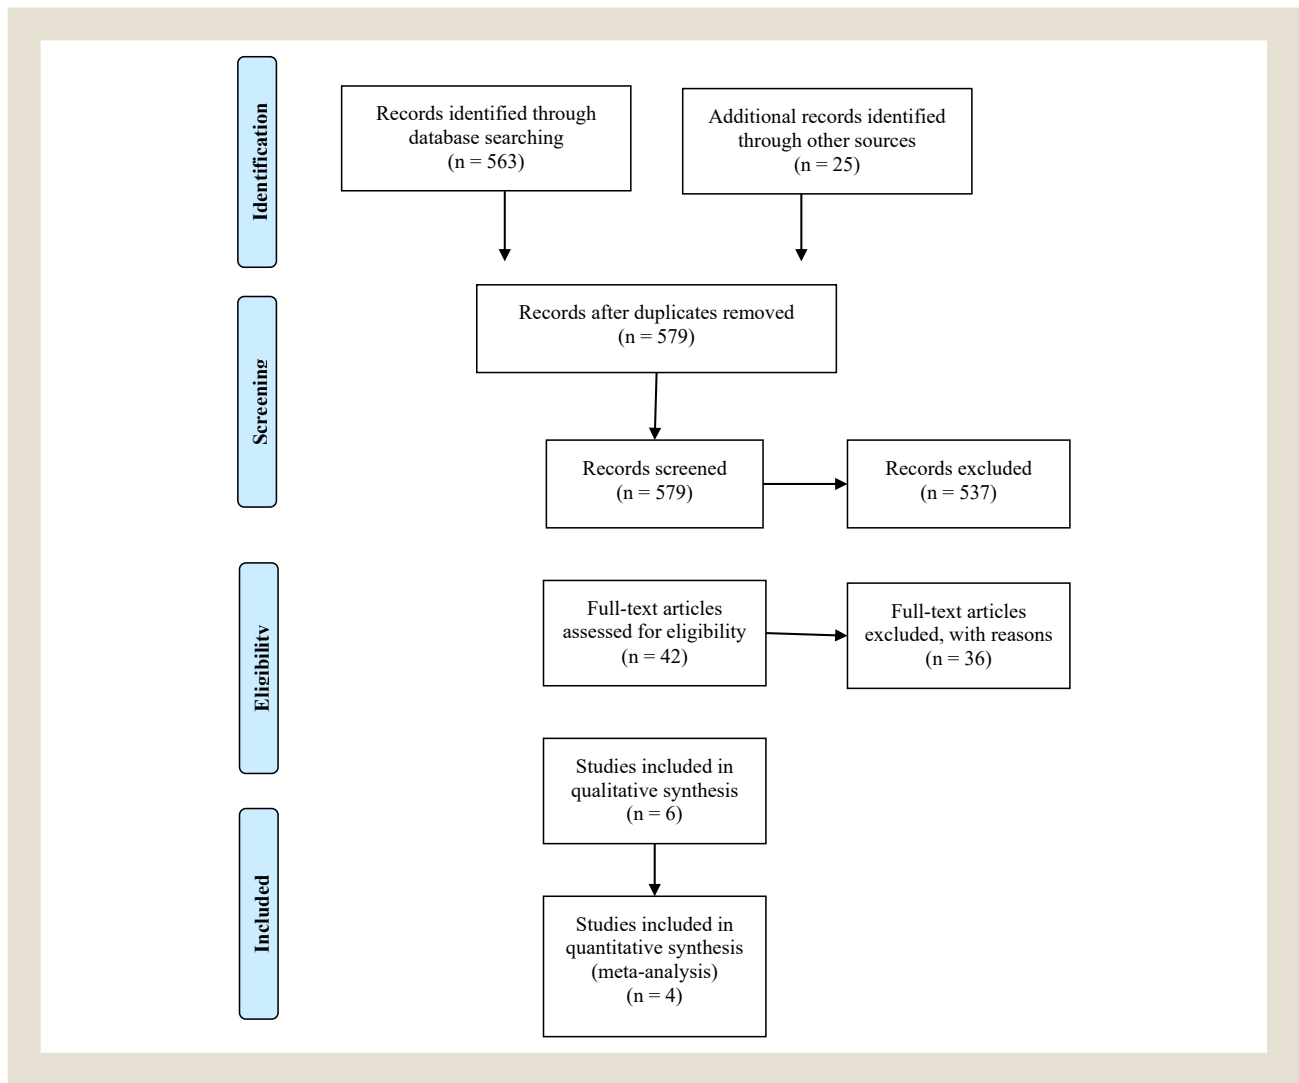 Identification
Records identified through
database searching
(n = 563)
Additional records identified
through other sources
(n = 25)
Screening
Records after duplicates removed
(n = 579)
Records screened
(n = 579)
Records excluded
(n = 537)
Eligibility
Full-text articles
assessed for eligibility
(n = 42)
Full-text articles
excluded, with reasons
(n = 36)
Studies included in
qualitative synthesis
(n = 6)
Included
Studies included in
quantitative synthesis
(meta-analysis)
(n = 4)